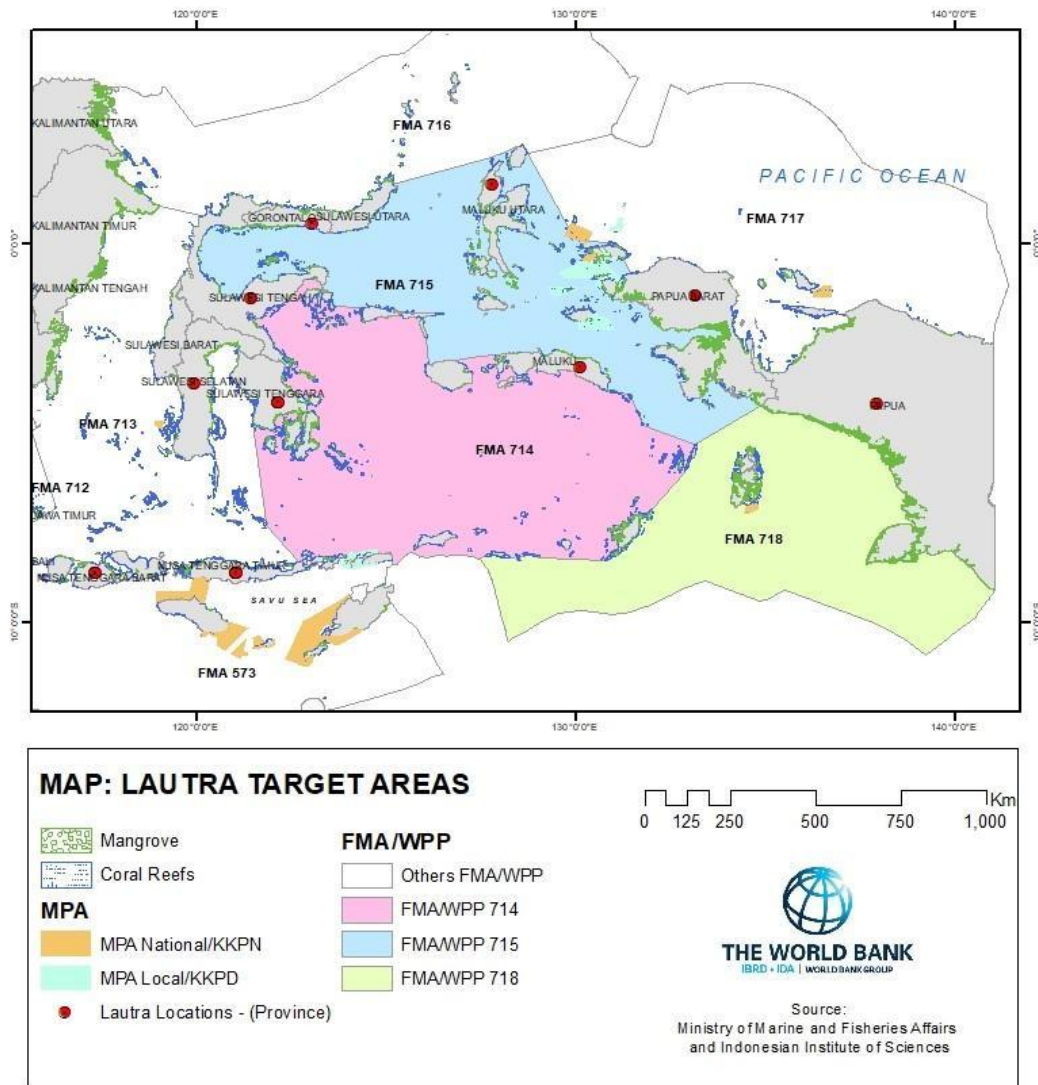 120°0'0"E
130°0'0"E
140°0'0"E
KALIMANTAN UTARA
FMA 716
PACIFIC OCEAN
MALUKU UTARA
GORONTALO
SULAWESI UTARA
FMA 717
KALIMANTAN TIMUR
0°0'0"
0°0'0"
KALIMANTAN TENGAH
SULAWESI TENGAH
FMA 715
PAPUA BARAT
SULAWESI BARAT
MALUKU
SULAWESI SELATAN
SULAWESI TENGGARA
PAPUA
FMA 713
FMA 714
FMA 712
JAWA TIMUR
FMA 718
BALI
NUSA TENGGARA TIMUR
NUSA TENGGARA BARAT
SAVU SEA
10°0'0"S
10°0'0"S
FMA 573
120°0'0"E
130°0'0"E
140°0'0"E
MAP: LAUTRA TARGET AREAS
Mangrove
Coral Reefs
MPA
MPA National/KKPN
MPA Local/KKPD
Lautra Locations - (Province)
FMA/WPP
Others FMA/WPP
FMA/WPP 714
FMA/WPP 715
FMA/WPP 718
Km
0 125 250 500 750 1,000
THE WORLD BANK
IBRD • IDA | WORLD BANK GROUP
Source:
Ministry of Marine and Fisheries Affairs
and Indonesian Institute of Sciences